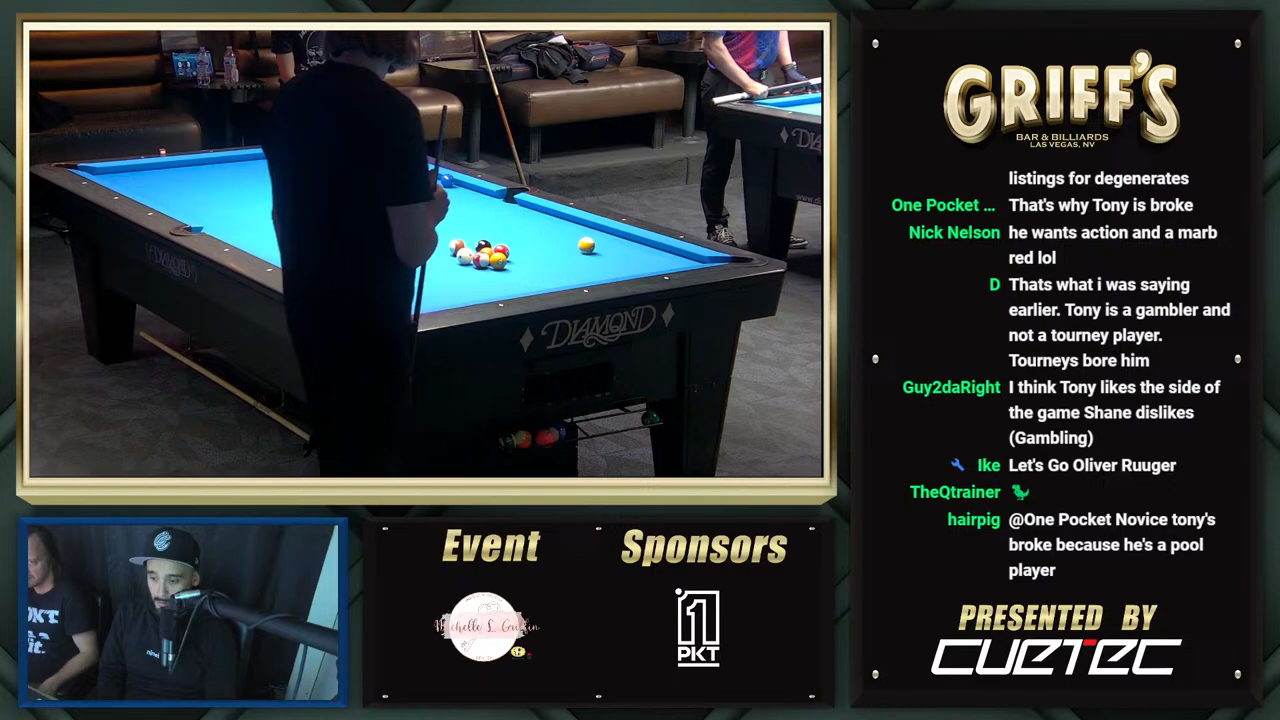 GRIFF'S
BAR & BILLIARDS
LAS VEGAS, NV
listings for degenerates
One Pocket ... That's why Tony is broke
Nick Nelson he wants action and a marb
red lol
D Thats what i was saying
earlier. Tony is a gambler and
not a tourney player.
Tourneys bore him
Guy2daRight I think Tony likes the side of
the game Shane dislikes
(Gambling)
Ike Let's Go Oliver Ruuger
TheQtrainer
hairpig @One Pocket Novice tony's
broke because he's a pool
player
PRESENTED BY
CUETEC
DIAMOND
DIAMOND
Event Sponsors
1
PKT